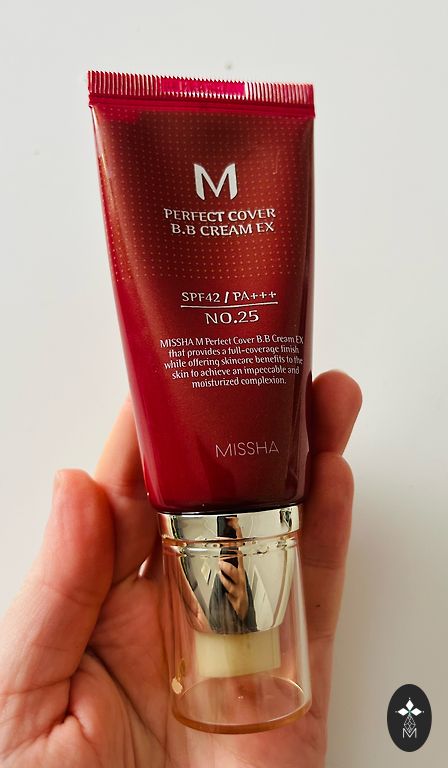 M
PERFECT COVER
B.B CREAM EX
SPF42 / PA+++
NO.25
MISSHA M Perfect Cover B.B Cream EX
that provides a full-coverage finish
while offering skincare benefits to the
skin to achieve an impeccable and
moisturized complexion.
MISSHA
M